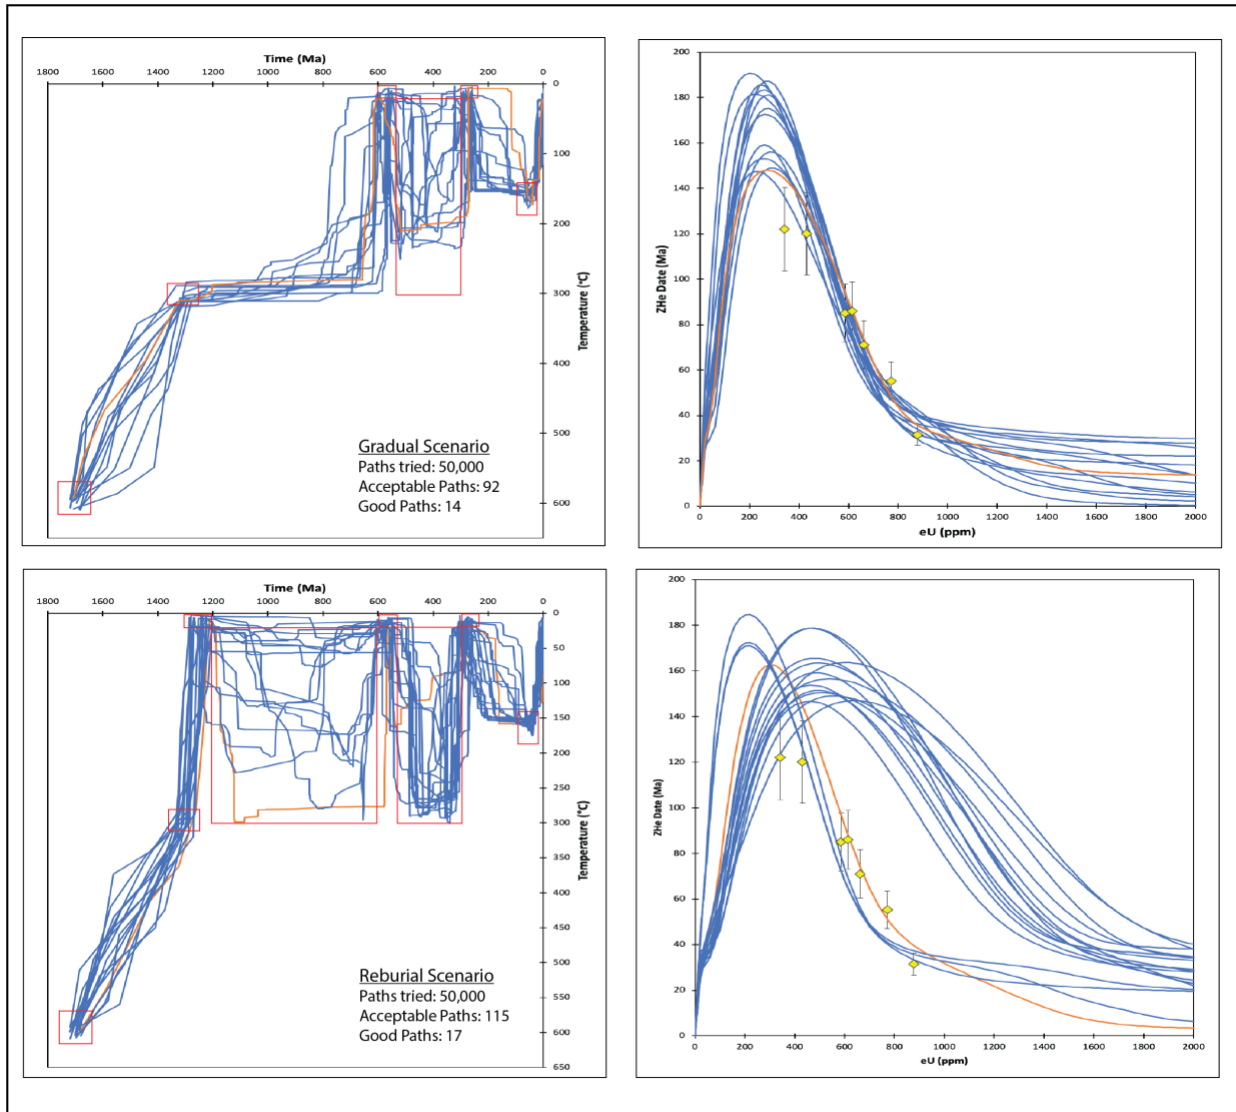 Time (Ma)
1800 1600 1400 1200 1000 800 600 400 200 0
0
100
200
300
400
500
600
Temperature (°C)
Gradual Scenario
Paths tried: 50,000
Acceptable Paths: 92
Good Paths: 14
200
180
160
140
120
100
80
60
40
20
0
ZHe Date (Ma)
0 200 400 600 800 1000 1200 1400 1600 1800 2000
eU (ppm)
Time (Ma)
1800 1600 1400 1200 1000 800 600 400 200 0
0
50
100
150
200
250
300
350
400
450
500
550
600
650
Temperature (°C)
Reburial Scenario
Paths tried: 50,000
Acceptable Paths: 115
Good Paths: 17
200
180
160
140
120
100
80
60
40
20
0
ZHe Date (Ma)
0 200 400 600 800 1000 1200 1400 1600 1800 2000
eU (ppm)